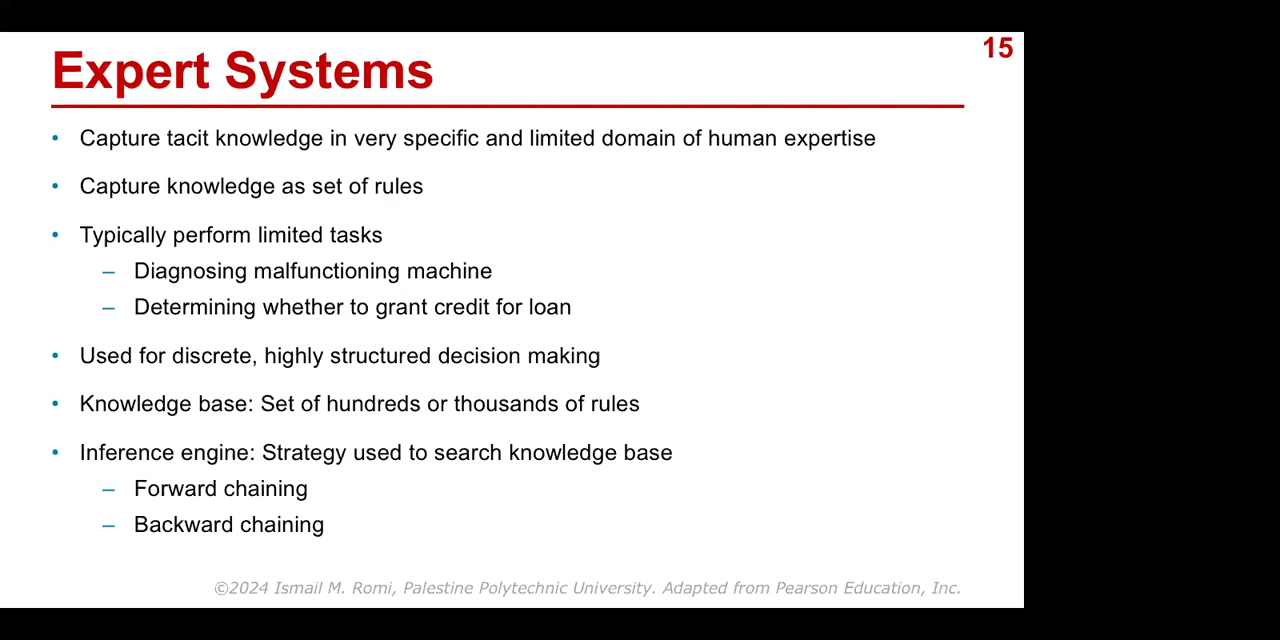 15
Expert Systems
• Capture tacit knowledge in very specific and limited domain of human expertise
• Capture knowledge as set of rules
• Typically perform limited tasks
– Diagnosing malfunctioning machine
– Determining whether to grant credit for loan
• Used for discrete, highly structured decision making
• Knowledge base: Set of hundreds or thousands of rules
• Inference engine: Strategy used to search knowledge base
– Forward chaining
– Backward chaining
©2024 Ismail M. Romi, Palestine Polytechnic University. Adapted from Pearson Education, Inc.